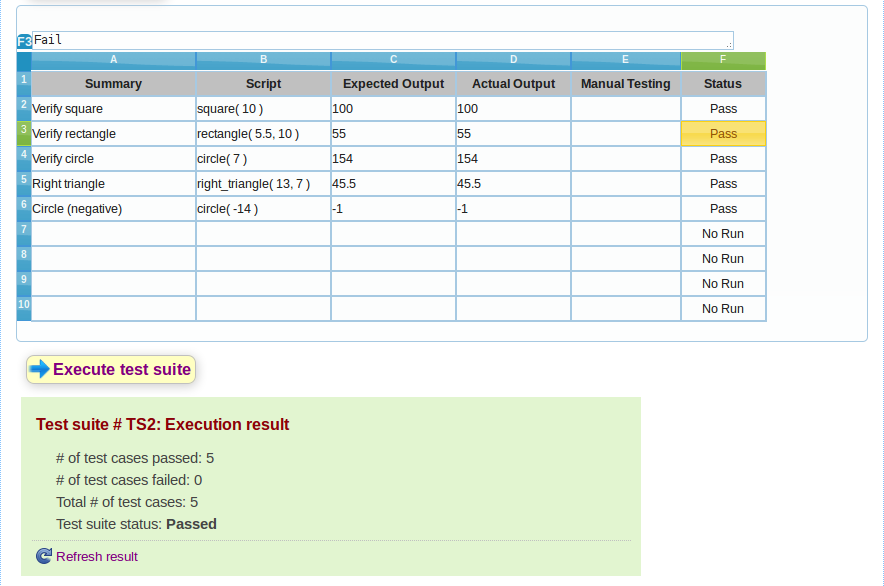 F3 Fail
A B C D E F
1 Summary Script Expected Output Actual Output Manual Testing Status
2 Verify square square( 10 ) 100 100 Pass
3 Verify rectangle rectangle( 5.5, 10 ) 55 55 Pass
4 Verify circle circle( 7 ) 154 154 Pass
5 Right triangle right_triangle( 13, 7 ) 45.5 45.5 Pass
6 Circle (negative) circle( -14 ) -1 -1 Pass
7 No Run
8 No Run
9 No Run
10 No Run
Execute test suite
Test suite # TS2: Execution result
# of test cases passed: 5
# of test cases failed: 0
Total # of test cases: 5
Test suite status: Passed
Refresh result